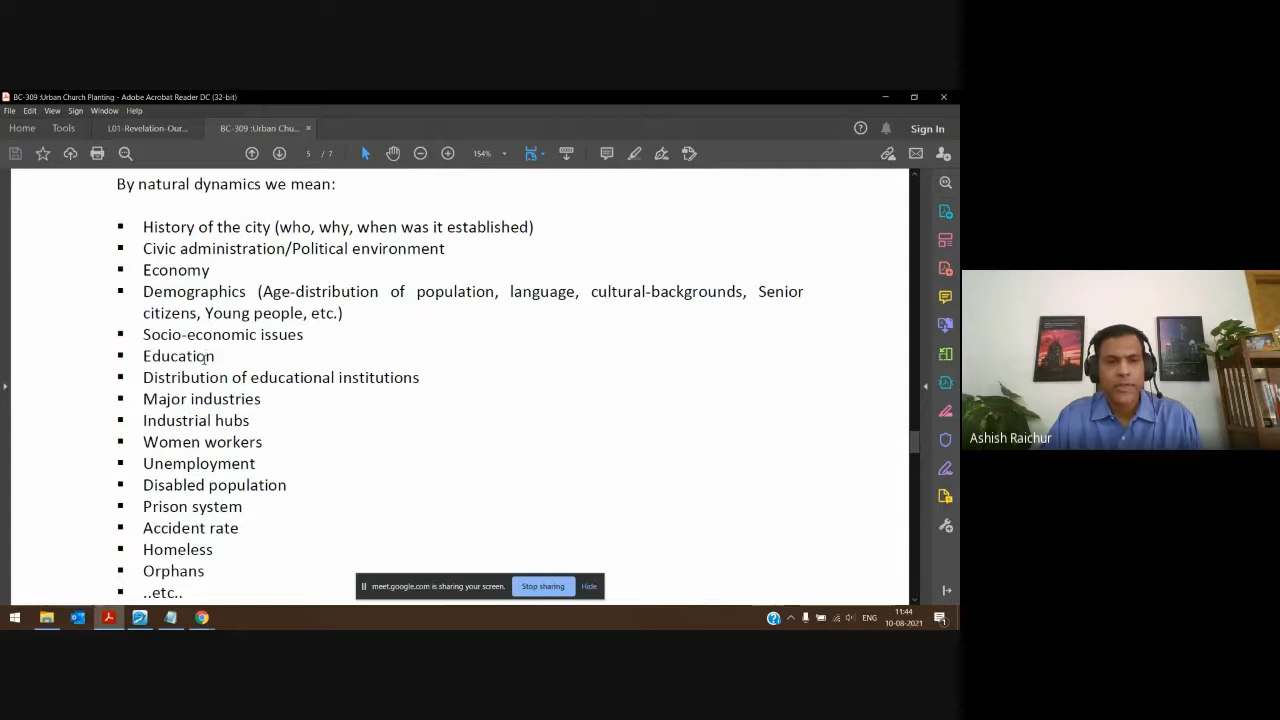 BC-309 :Urban Church Planting - Adobe Acrobat Reader DC (32-bit)
File Edit View Sign Window Help
Home Tools L01-Revelation-Our... BC-309 :Urban Chu... × Sign In
5 / 7 154%
By natural dynamics we mean:
▪ History of the city (who, why, when was it established)
▪ Civic administration/Political environment
▪ Economy
▪ Demographics (Age-distribution of population, language, cultural-backgrounds, Senior
citizens, Young people, etc.)
▪ Socio-economic issues
▪ Education
▪ Distribution of educational institutions
▪ Major industries
▪ Industrial hubs
▪ Women workers
▪ Unemployment
▪ Disabled population
▪ Prison system
▪ Accident rate
▪ Homeless
▪ Orphans
▪ ..etc..
meet.google.com is sharing your screen. Stop sharing Hide
Ashish Raichur
ENG 11:44
10-08-2021